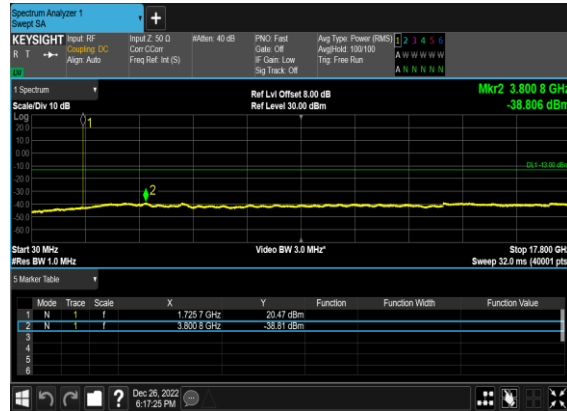 Spectrum Analyzer 1
Swept SA
+
KEYSIGHT Input: RF Input Z: 50 Ω #Atten: 40 dB PNO: Fast Avg Type: Power (RMS) 1 2 3 4 5 6
R T Coupling: DC Corr CCorr Gate: Off Avg|Hold: 100/100 A W W W W W
Align: Auto Freq Ref: Int (S) IF Gain: Low Trig: Free Run
Sig Track: Off A N N N N N
LW
1 Spectrum Ref Lvl Offset 8.00 dB Mkr2 3.800 8 GHz
Scale/Div 10 dB Ref Level 30.00 dBm -38.806 dBm
Log
20.0
10.0
0.00
-10.0
-20.0
-30.0
-40.0
-50.0
-60.0
1
2
DL1 -13.00 dBm
Start 30 MHz Video BW 3.0 MHz* Stop 17.800 GHz
#Res BW 1.0 MHz Sweep 32.0 ms (40001 pts)
5 Marker Table
Mode Trace Scale X Y Function Function Width Function Value
1 N 1 f 1.725 7 GHz 20.47 dBm
2 N 1 f 3.800 8 GHz -38.81 dBm
3
4
5
6
? Dec 26, 2022
6:17:25 PM